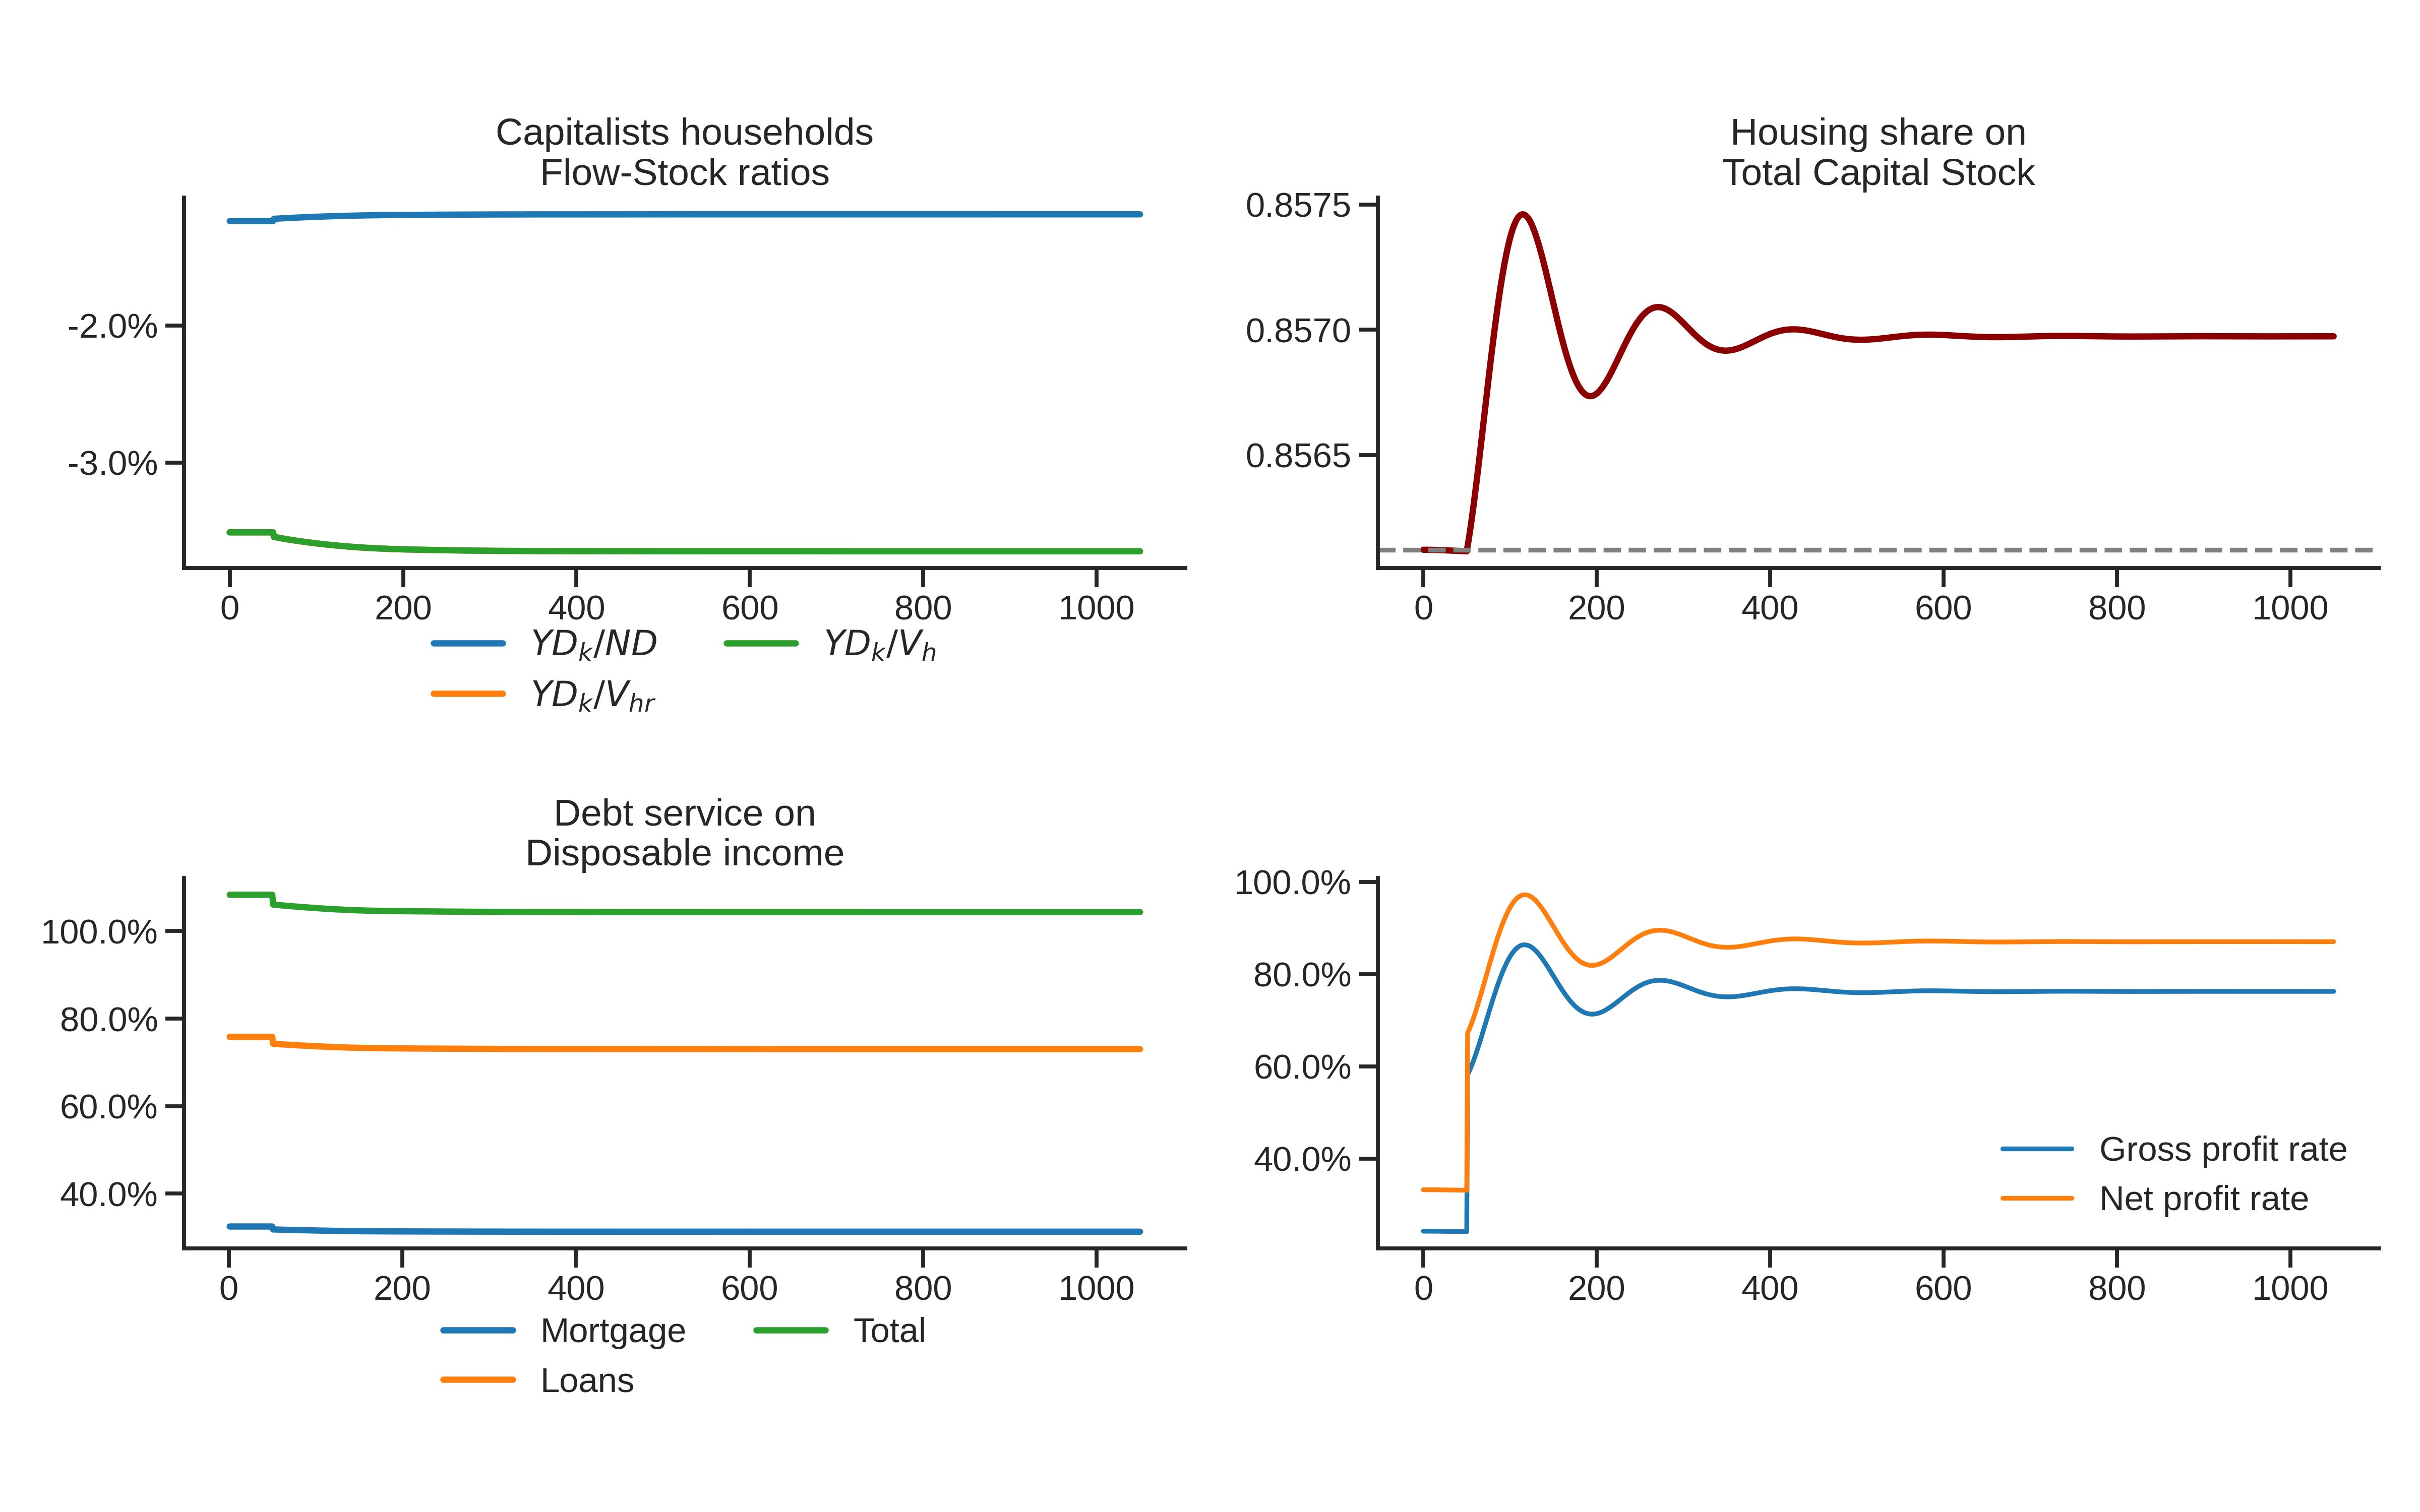 Capitalists households
Flow-Stock ratios
-2.0%
-3.0%
0 200 400 600 800 1000
YD_k/ND YD_k/V_h
YD_k/V_hr
Housing share on
Total Capital Stock
0.8575
0.8570
0.8565
0 200 400 600 800 1000
Debt service on
Disposable income
100.0%
80.0%
60.0%
40.0%
0 200 400 600 800 1000
Mortgage Total
Loans
100.0%
80.0%
60.0%
40.0%
Gross profit rate
Net profit rate
0 200 400 600 800 1000